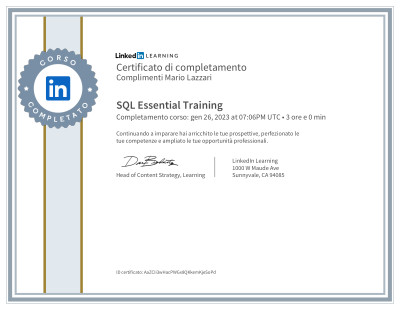 LinkedIn LEARNING
Certificato di completamento
Complimenti Mario Lazzari
CORSO
in
COMPLETATO
SQL Essential Training
Completamento corso: gen 26, 2023 at 07:06PM UTC • 3 ore e 0 min
Continuando a imparare hai arricchito le tue prospettive, perfezionato le
tue competenze e ampliato le tue opportunità professionali.
Head of Content Strategy, Learning
LinkedIn Learning
1000 W Maude Ave
Sunnyvale, CA 94085
ID certificato: